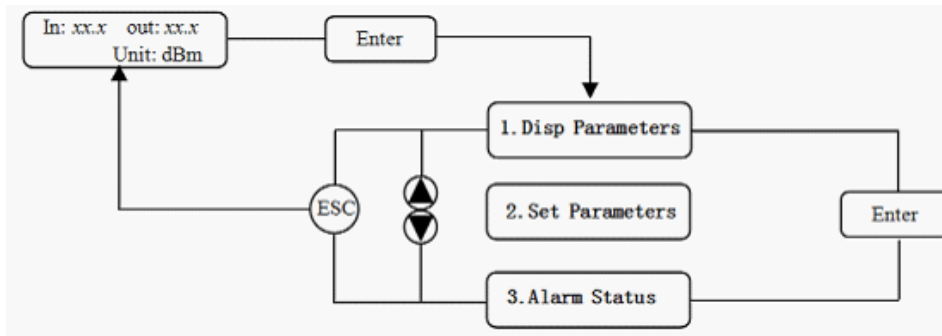 In: xx.x out: xx.x
Unit: dBm
Enter
1.Disp Parameters
ESC
2.Set Parameters
Enter
3.Alarm Status